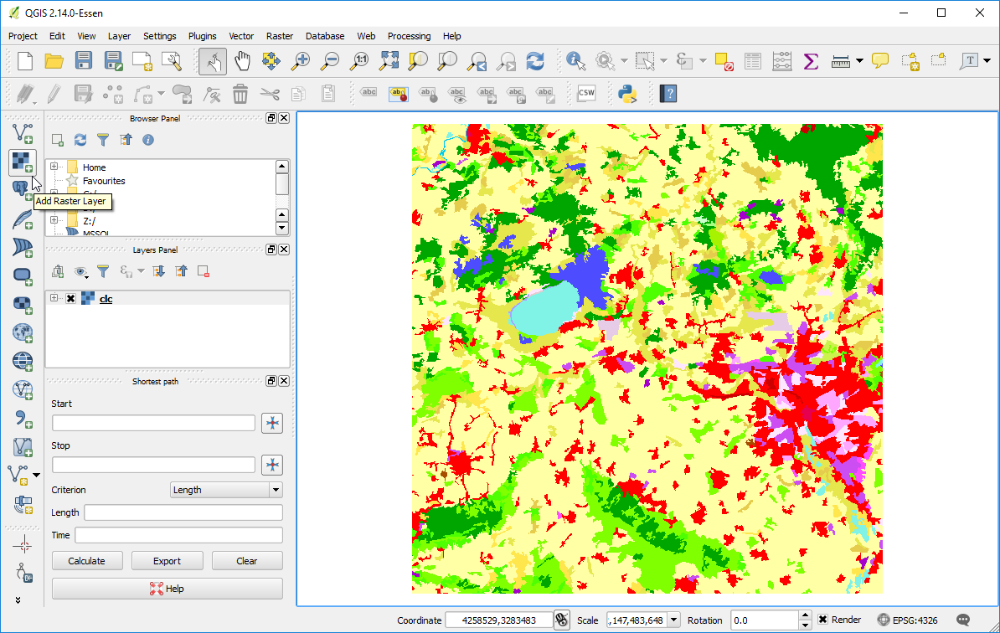 QGIS 2.14.0-Essen
Project Edit View Layer Settings Plugins Vector Raster Database Web Processing Help
1:1
T
abc abc abc abc abc abc abc CSW ?
Browser Panel
Home
Favourites
Add Raster Layer
Z:/
MSSQL
Layers Panel
clc
Shortest path
Start
Stop
Criterion Length
Length
Time
Calculate Export Clear
Help
Coordinate 4258529,3283483 Scale ,147,483,648 Rotation 0.0 Render EPSG:4326